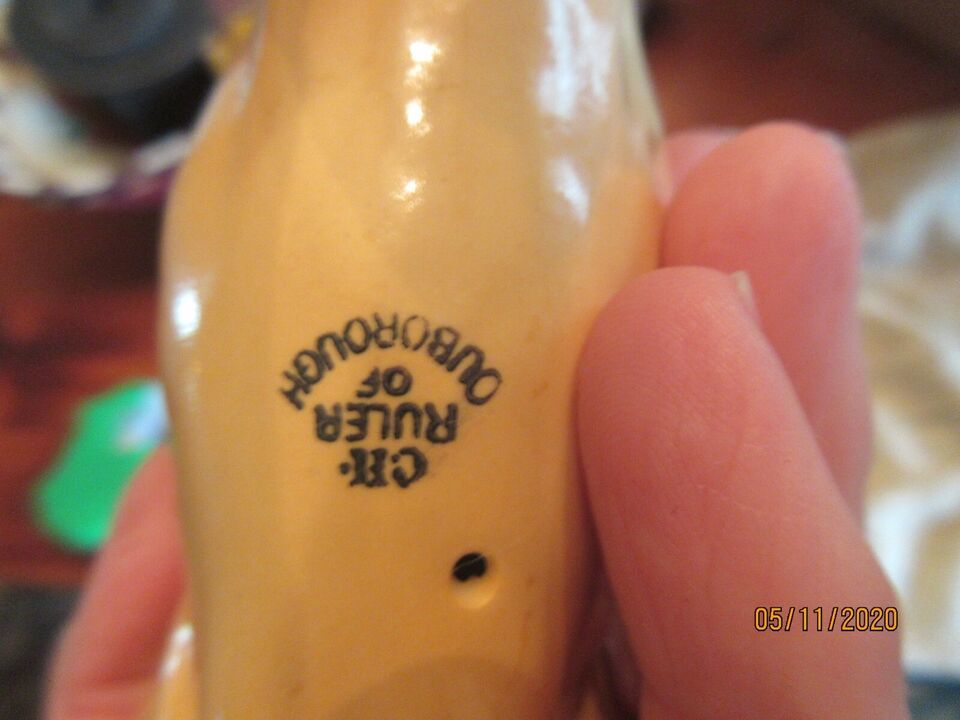 CH.
RULER
OF
OUBOROUGH
05/11/2020